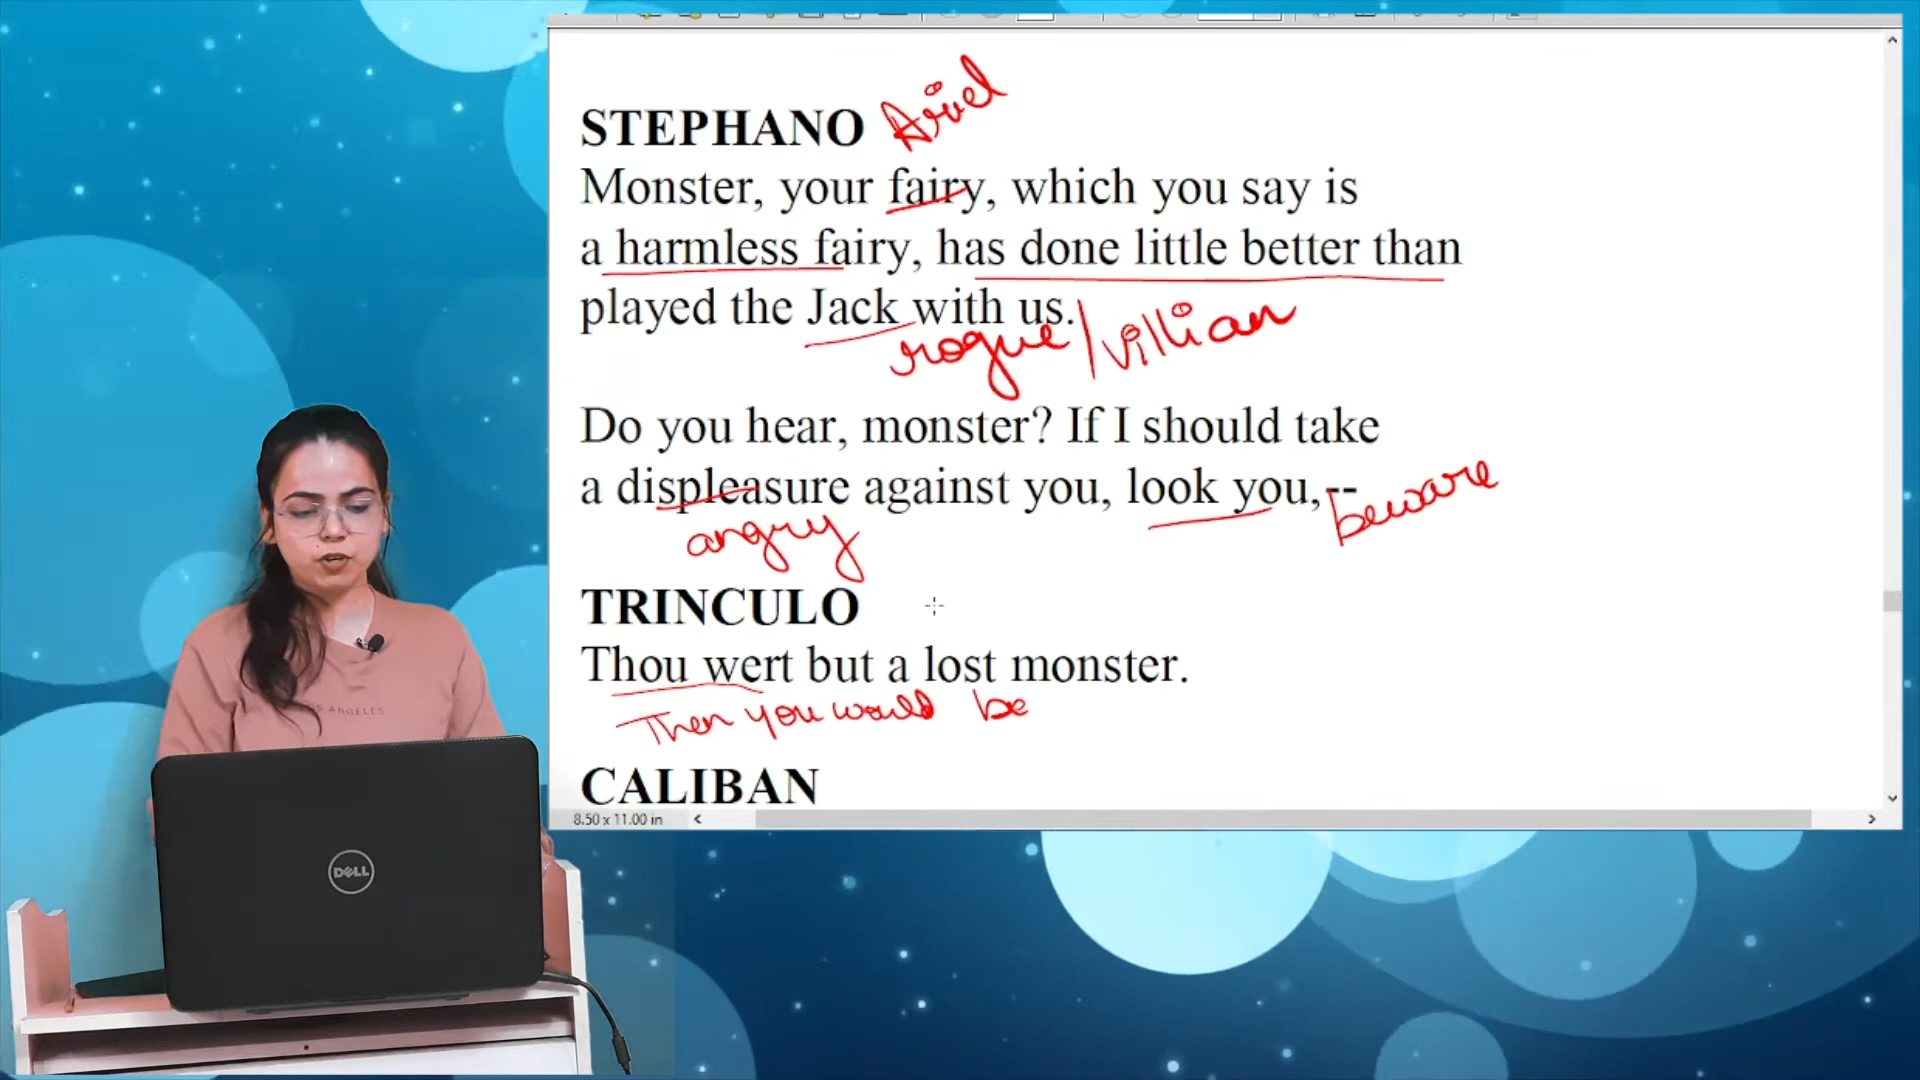 STEPHANO Ariel
Monster, your fairy, which you say is
a harmless fairy, has done little better than
played the Jack with us.
rogue/villian
Do you hear, monster? If I should take
a displeasure against you, look you,--
angry beware
TRINCULO
Thou wert but a lost monster.
Then you would be
CALIBAN
8.50 x 11.00 in
LOS ANGELES
DELL